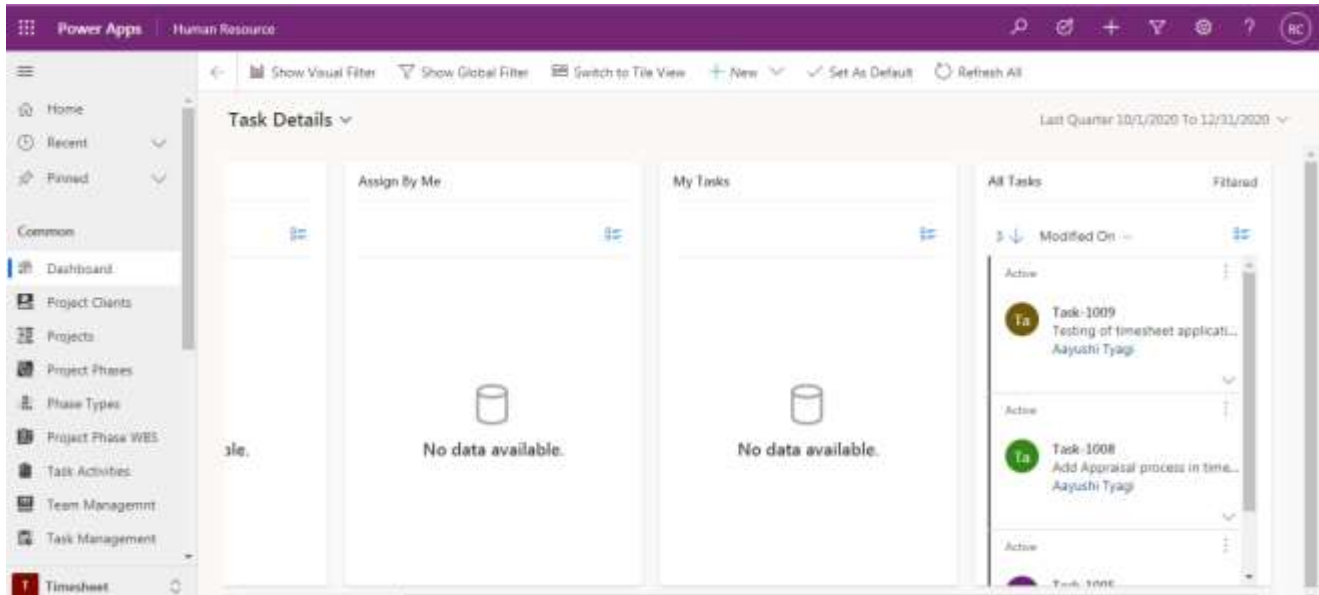 Power Apps
Human Resource
?
RC
Show Visual Filter
Show Global Filter
Switch to Tile View
New
Set As Default
Refresh All
Home
Recent
Pinned
Common
Dashboard
Project Clients
Projects
Project Phases
Phase Types
Project Phase WBS
Task Activities
Team Managemnt
Task Management
T
Timesheet
Task Details
Last Quarter 10/1/2020 To 12/31/2020
able.
Assign By Me
No data available.
My Tasks
No data available.
All Tasks
Filtered
3
Modified On
Active
Ta
Task-1009
Testing of timesheet applicati...
Aayushi Tyagi
Active
Ta
Task-1008
Add Appraisal process in time...
Aayushi Tyagi
Active
Task-1005